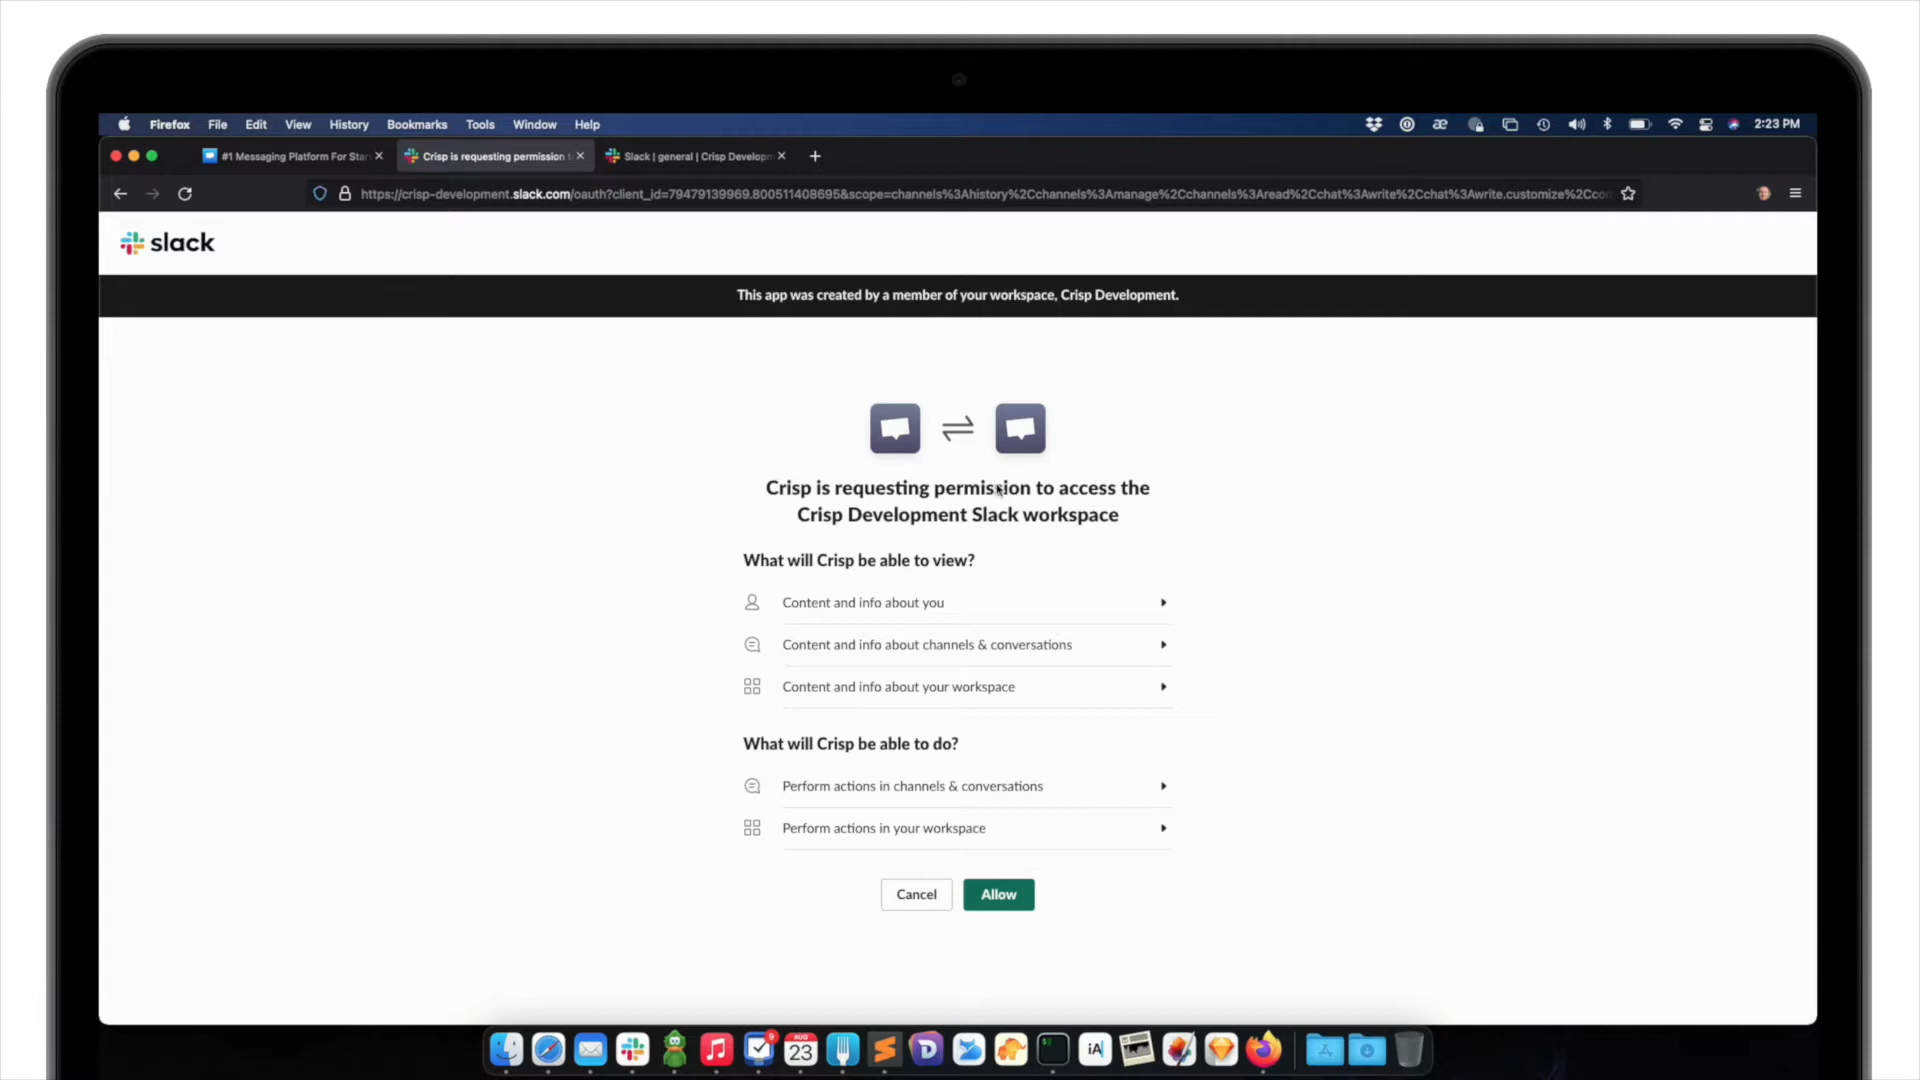 Firefox File Edit View History Bookmarks Tools Window Help 2:23 PM
#1 Messaging Platform For Star
Crisp is requesting permission
Slack | general | Crisp Developm
https://crisp-development.slack.com/oauth?client_id=79479139969.800511408695&scope=channels%3Ahistory%2Cchannels%3Amanage%2Cchannels%3Aread%2Cchat%3Awrite%2Cchat%3Awrite.customize%2Ccor
slack
This app was created by a member of your workspace, Crisp Development.
Crisp is requesting permission to access the
Crisp Development Slack workspace
What will Crisp be able to view?
Content and info about you
Content and info about channels & conversations
Content and info about your workspace
What will Crisp be able to do?
Perform actions in channels & conversations
Perform actions in your workspace
Cancel Allow
AUG
23
D
iA